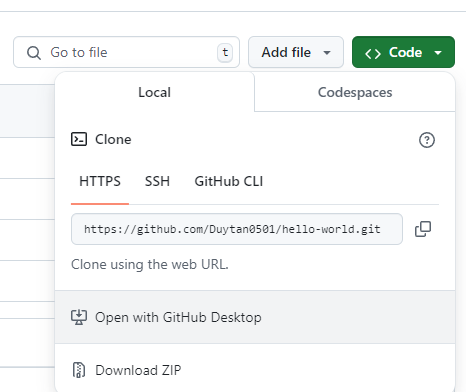 Go to file t Add file Code
Local Codespaces
Clone
HTTPS SSH GitHub CLI
https://github.com/Duytan0501/hello-world.git
Clone using the web URL.
Open with GitHub Desktop
Download ZIP